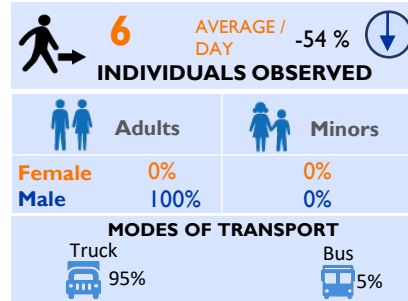 6 AVERAGE / DAY -54 %
INDIVIDUALS OBSERVED
Adults Minors
Female 0% 0%
Male 100% 0%
MODES OF TRANSPORT
Truck Bus
95% 5%